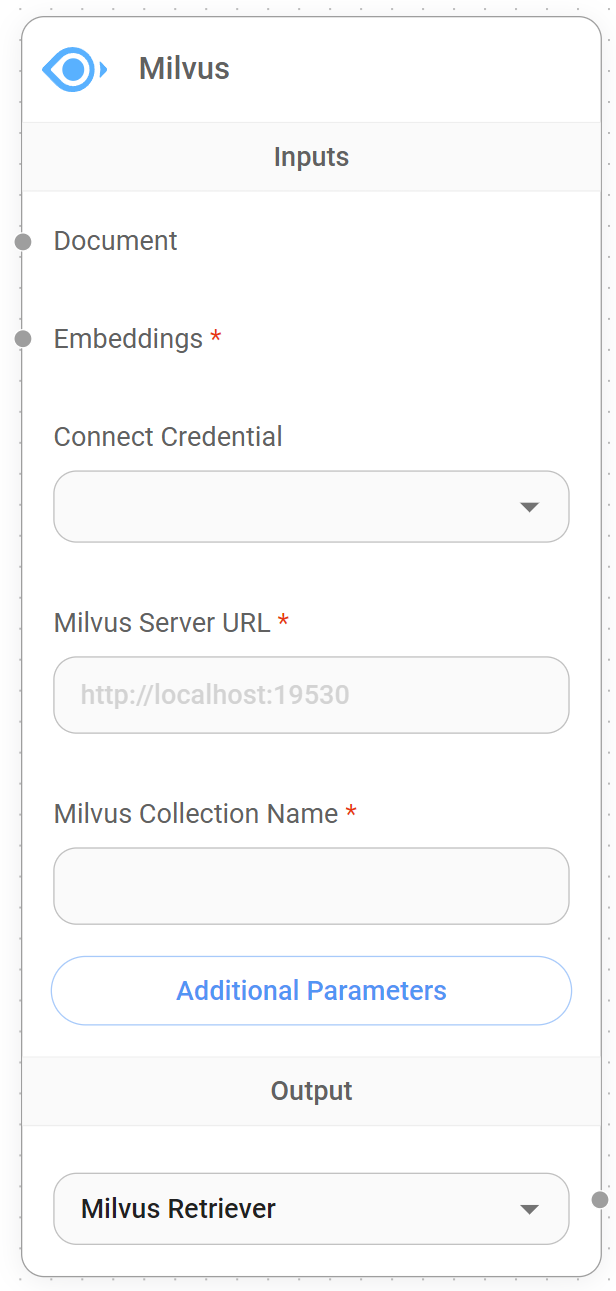 Milvus
Inputs
Document
Embeddings *
Connect Credential
Milvus Server URL *
http://localhost:19530
Milvus Collection Name *
Additional Parameters
Output
Milvus Retriever